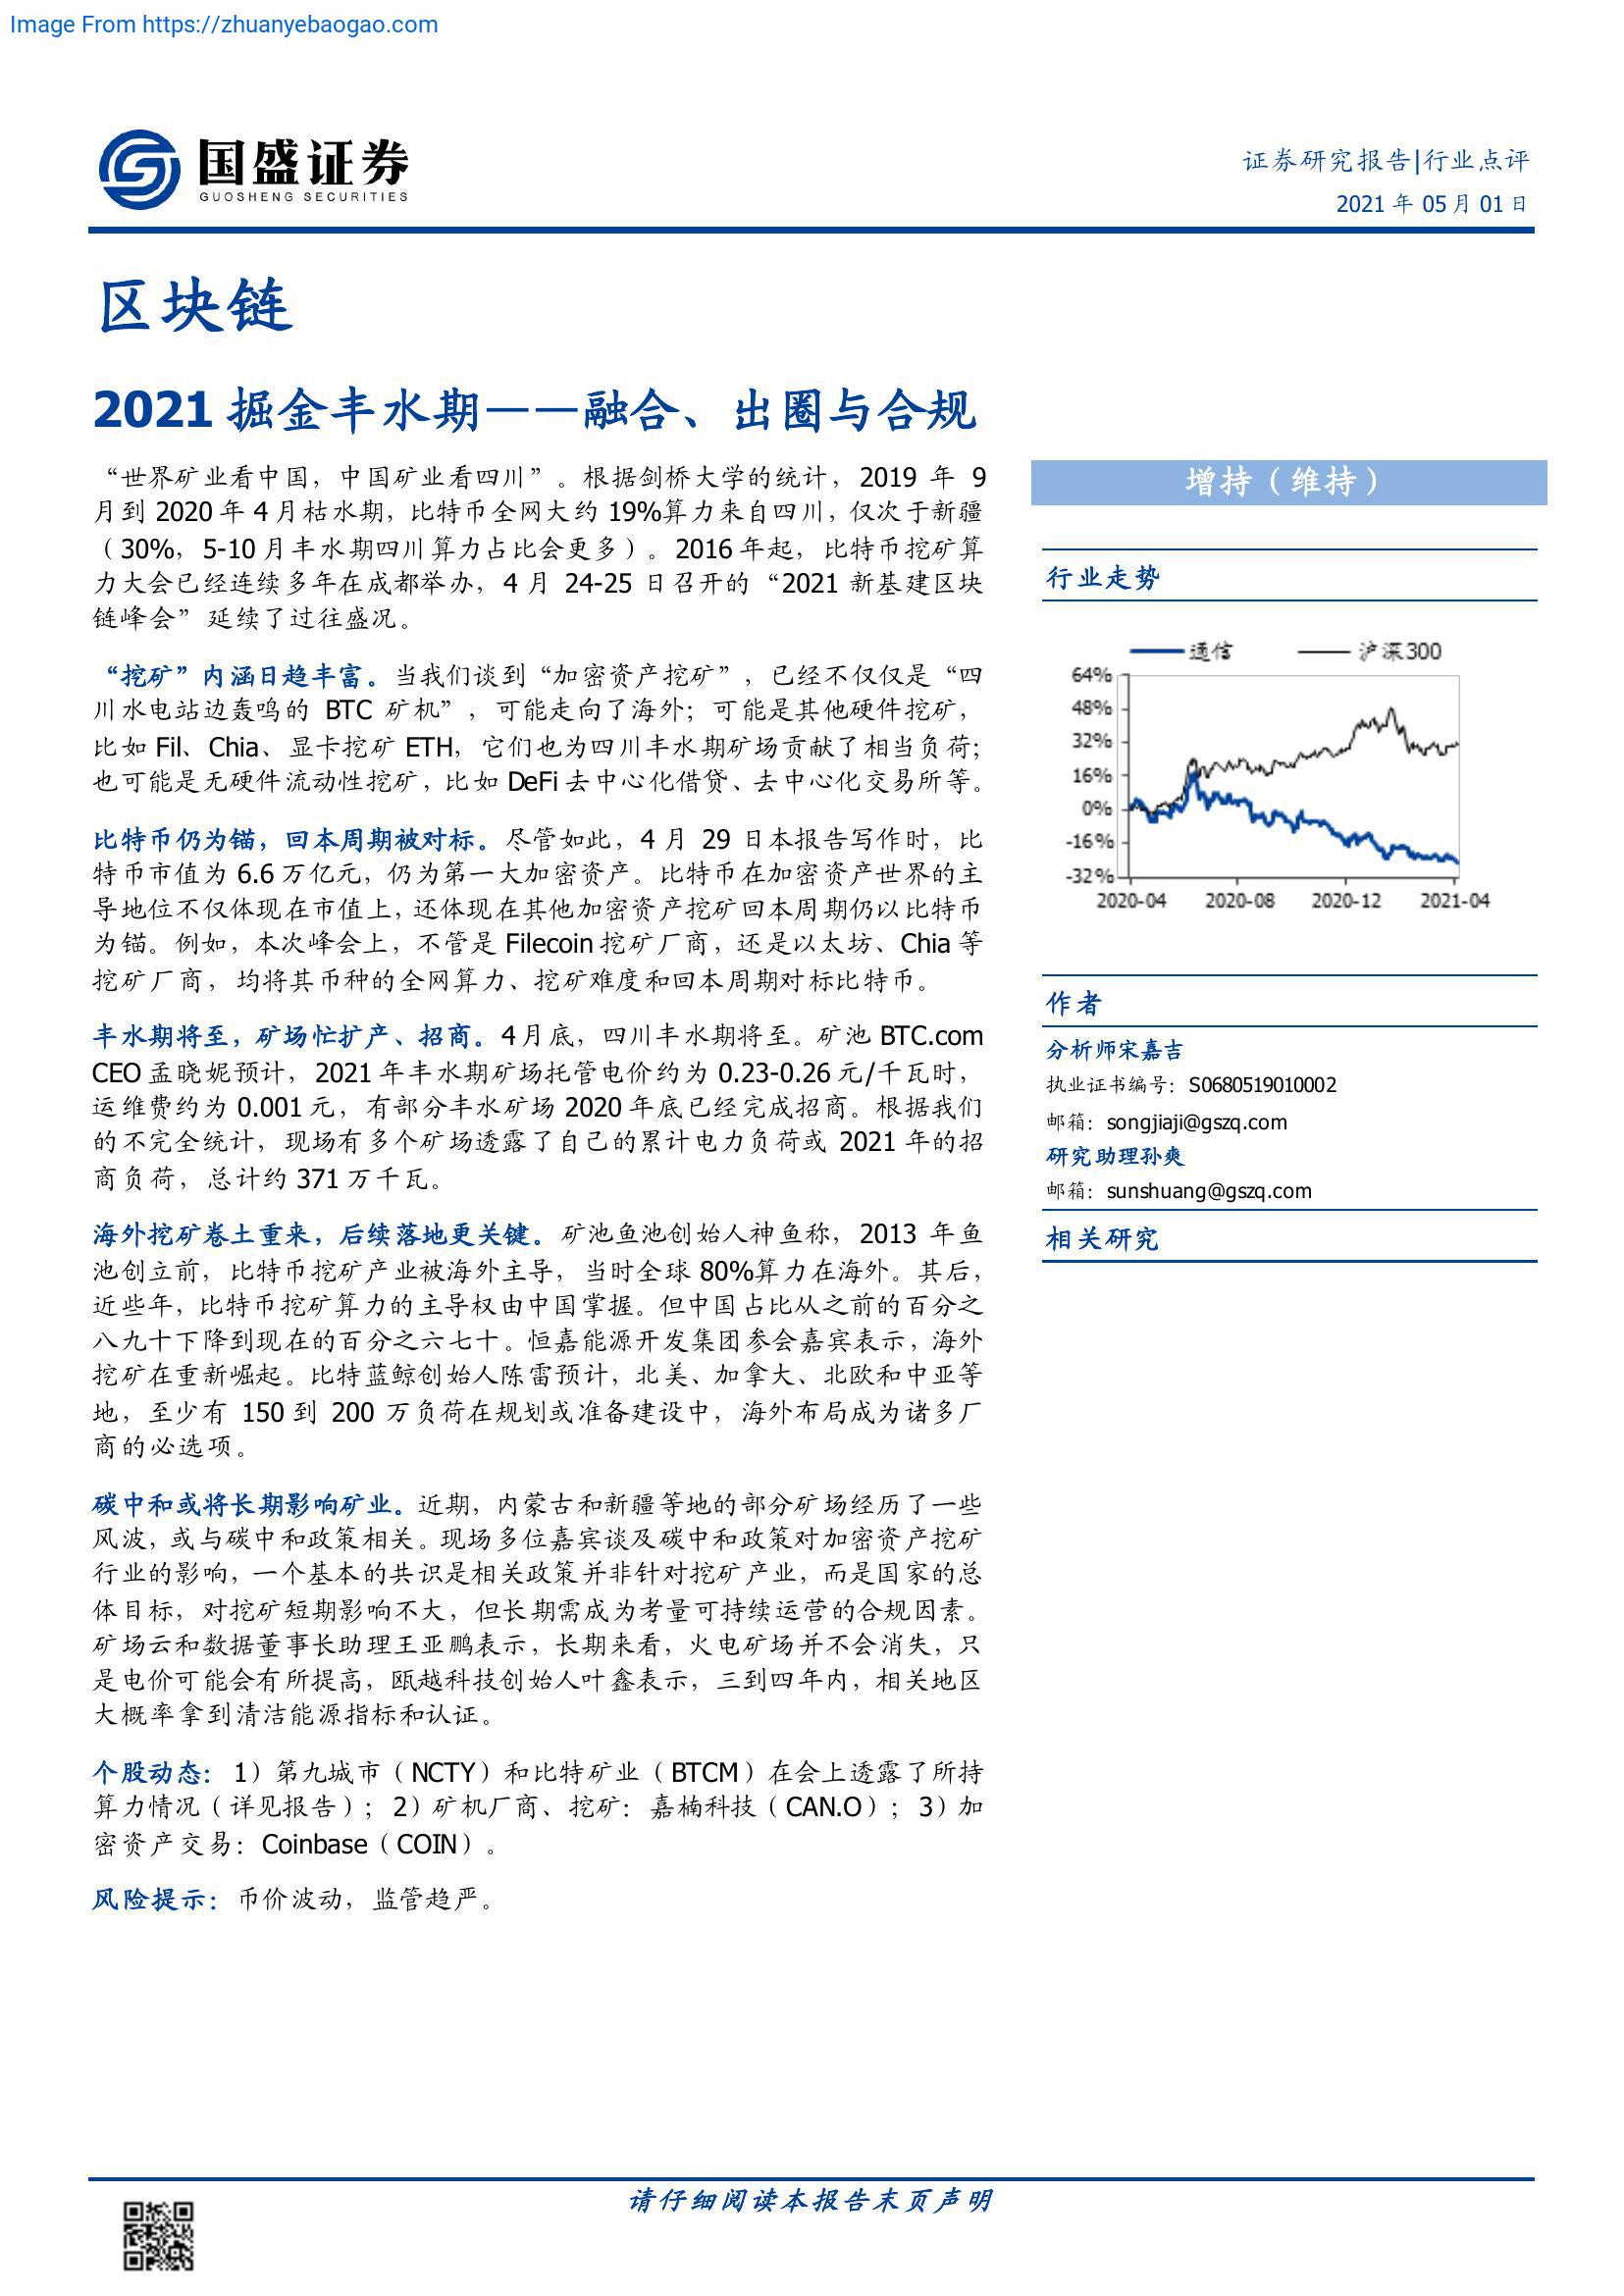 Image From https://zhuanyebaogao.com
国盛证券
GUOSHENG SECURITIES
证券研究报告|行业点评
2021 年 05 月 01 日
区块链
2021 掘金丰水期——融合、出圈与合规
“世界矿业看中国，中国矿业看四川”。根据剑桥大学的统计，2019 年 9
月到 2020 年 4 月枯水期，比特币全网大约 19%算力来自四川，仅次于新疆
（30%，5-10 月丰水期四川算力占比会更多）。2016 年起，比特币挖矿算
力大会已经连续多年在成都举办，4 月 24-25 日召开的“2021 新基建区块
链峰会” 延续了过往盛况。
“挖矿”内涵日趋丰富。当我们谈到“加密资产挖矿”，已经不仅仅是“四
川水电站边轰鸣的 BTC 矿机”，可能走向了海外；可能是其他硬件挖矿，
比如 Fil、Chia、显卡挖矿 ETH，它们也为四川丰水期矿场贡献了相当负荷；
也可能是无硬件流动性挖矿，比如 DeFi 去中心化借贷、去中心化交易所等。
比特币仍为锚，回本周期被对标。尽管如此，4 月 29 日本报告写作时，比
特币市值为 6.6 万亿元，仍为第一大加密资产。比特币在加密资产世界的主
导地位不仅体现在市值上，还体现在其他加密资产挖矿回本周期仍以比特币
为锚。例如，本次峰会上，不管是 Filecoin 挖矿厂商，还是以太坊、Chia 等
挖矿厂商，均将其币种的全网算力、挖矿难度和回本周期对标比特币。
丰水期将至，矿场忙扩产、招商。4 月底，四川丰水期将至。矿池 BTC.com
CEO 孟晓妮预计，2021 年丰水期矿场托管电价约为 0.23-0.26 元/千瓦时，
运维费约为 0.001 元，有部分丰水矿场 2020 年底已经完成招商。根据我们
的不完全统计，现场有多个矿场透露了自己的累计电力负荷或 2021 年的招
商负荷，总计约 371 万千瓦。
海外挖矿卷土重来，后续落地更关键。矿池鱼池创始人神鱼称，2013 年鱼
池创立前，比特币挖矿产业被海外主导，当时全球 80%算力在海外。其后，
近些年，比特币挖矿算力的主导权由中国掌握。但中国占比从之前的百分之
八九十下降到现在的百分之六七十。恒嘉能源开发集团参会嘉宾表示，海外
挖矿在重新崛起。比特蓝鲸创始人陈雷预计，北美、加拿大、北欧和中亚等
地，至少有 150 到 200 万负荷在规划或准备建设中，海外布局成为诸多厂
商的必选项。
碳中和或将长期影响矿业。近期，内蒙古和新疆等地的部分矿场经历了一些
风波，或与碳中和政策相关。现场多位嘉宾谈及碳中和政策对加密资产挖矿
行业的影响，一个基本的共识是相关政策并非针对挖矿产业，而是国家的总
体目标，对挖矿短期影响不大，但长期需成为考量可持续运营的合规因素。
矿场云和数据董事长助理王亚鹏表示，长期来看，火电矿场并不会消失，只
是电价可能会有所提高，瓯越科技创始人叶鑫表示，三到四年内，相关地区
大概率拿到清洁能源指标和认证。
个股动态：1）第九城市（NCTY）和比特矿业（BTCM）在会上透露了所持
算力情况（详见报告）；2）矿机厂商、挖矿：嘉楠科技（CAN.O）；3）加
密资产交易：Coinbase（COIN）。
风险提示：币价波动，监管趋严。
增持（维持）
行业走势
通信 沪深300
64%
48%
32%
16%
0%
-16%
-32%
2020-04 2020-08 2020-12 2021-04
作者
分析师宋嘉吉
执业证书编号：S0680519010002
邮箱：songjiaji@gszq.com
研究助理孙爽
邮箱：sunshuang@gszq.com
相关研究
请仔细阅读本报告末页声明